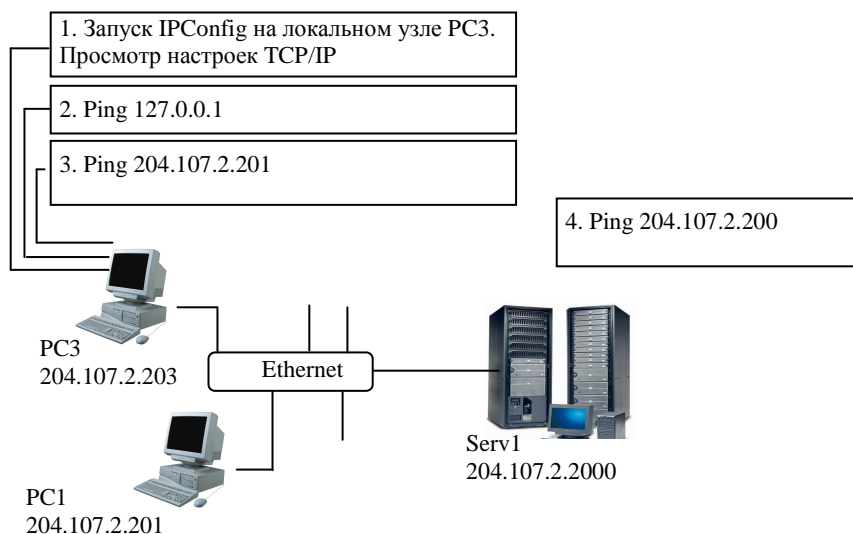 1. Запуск IPConfig на локальном узле PC3.
Просмотр настроек TCP/IP
2. Ping 127.0.0.1
3. Ping 204.107.2.201
4. Ping 204.107.2.200
PC3
204.107.2.203
Ethernet
Serv1
204.107.2.2000
PC1
204.107.2.201